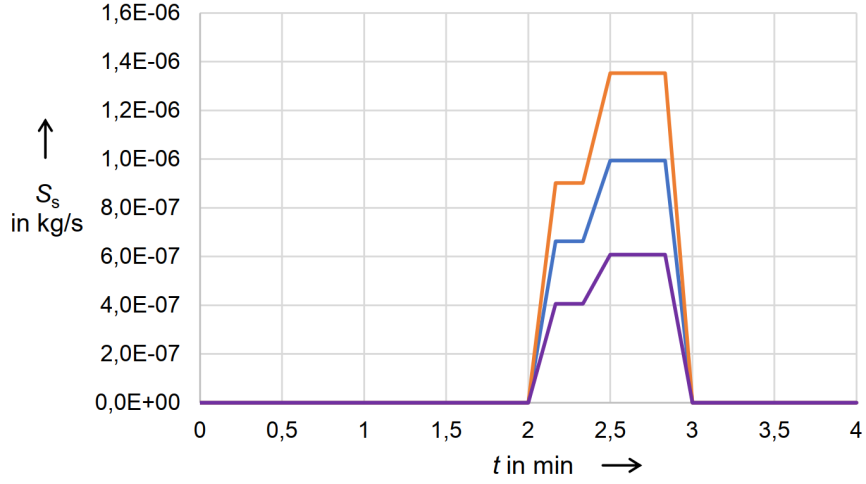 1,6E-06
1,4E-06
1,2E-06
1,0E-06
8,0E-07
6,0E-07
4,0E-07
2,0E-07
0,0E+00
Ss
in kg/s
0 0,5 1 1,5 2 2,5 3 3,5 4
t in min